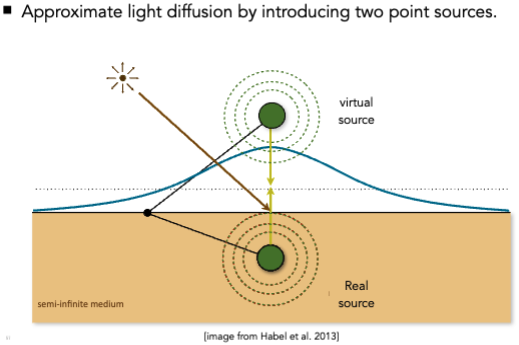 ▪ Approximate light diffusion by introducing two point sources.
virtual
source
Real
source
semi-infinite medium
[image from Habel et al. 2013]